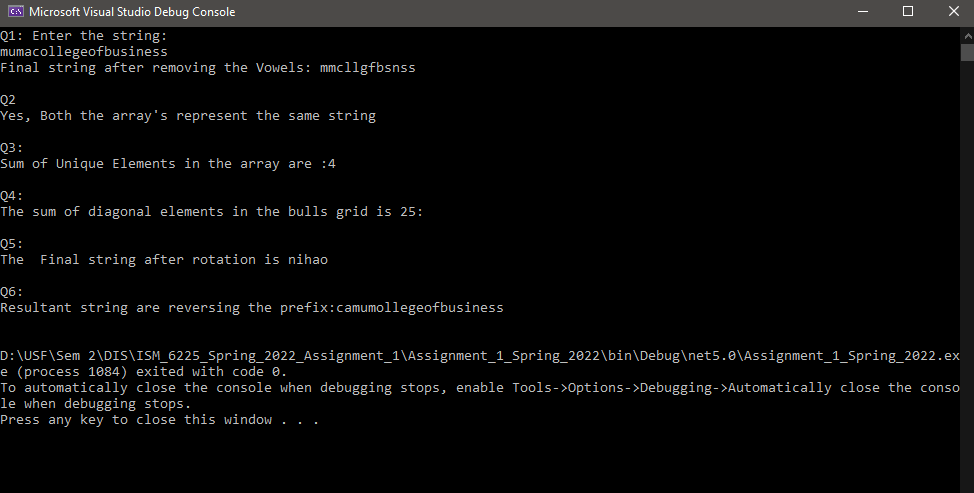 Microsoft Visual Studio Debug Console
Q1: Enter the string:
mumacollegeofbusiness
Final string after removing the Vowels: mmcllgfbsnss
Q2
Yes, Both the array's represent the same string
Q3:
Sum of Unique Elements in the array are :4
Q4:
The sum of diagonal elements in the bulls grid is 25:
Q5:
The  Final string after rotation is nihao
Q6:
Resultant string are reversing the prefix:camumollegeofbusiness
D:\USF\Sem 2\DIS\ISM_6225_Spring_2022_Assignment_1\Assignment_1_Spring_2022\bin\Debug\net5.0\Assignment_1_Spring_2022.ex
e (process 1084) exited with code 0.
To automatically close the console when debugging stops, enable Tools->Options->Debugging->Automatically close the conso
le when debugging stops.
Press any key to close this window . . .